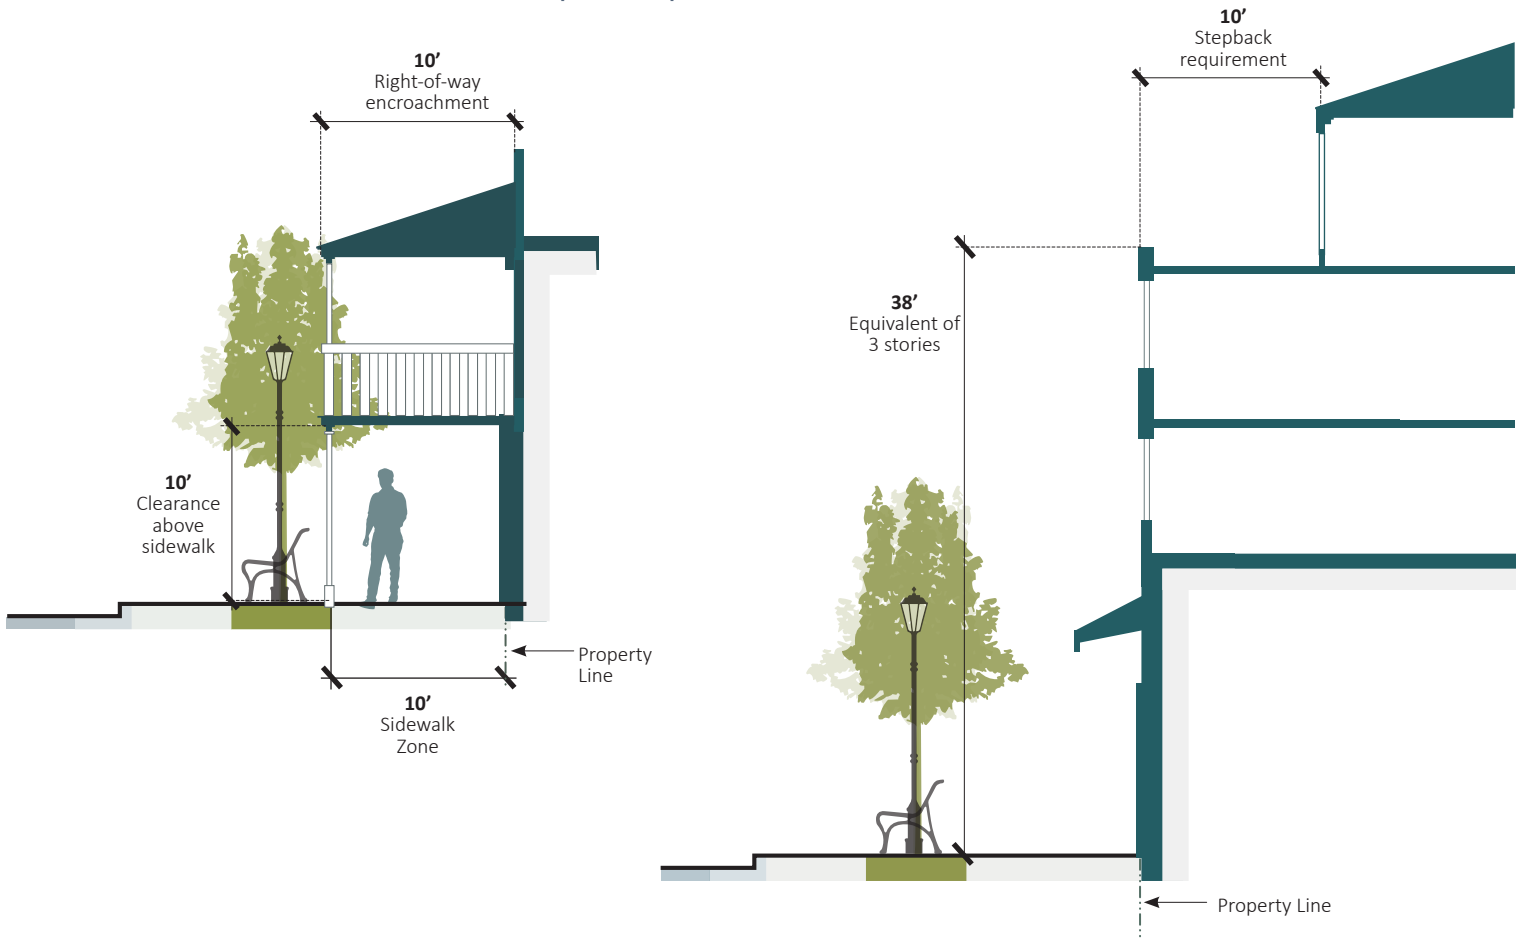 10’
Right-of-way
encroachment
10’
Clearance
above
sidewalk
Property
Line
10’
Sidewalk
Zone
10’
Stepback
requirement
38’
Equivalent of
3 stories
Property Line